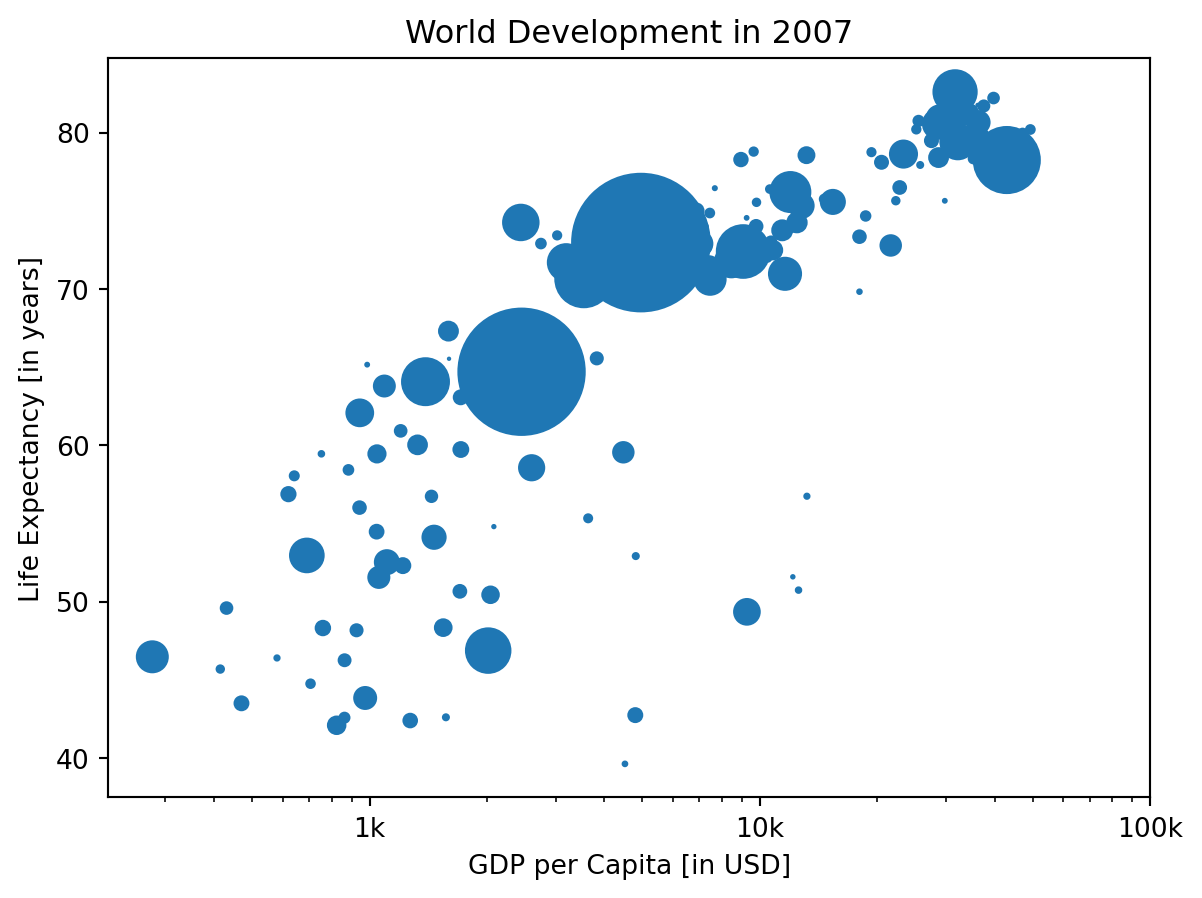 World Development in 2007
Life Expectancy [in years]
80
70
60
50
40
1k
10k
100k
GDP per Capita [in USD]